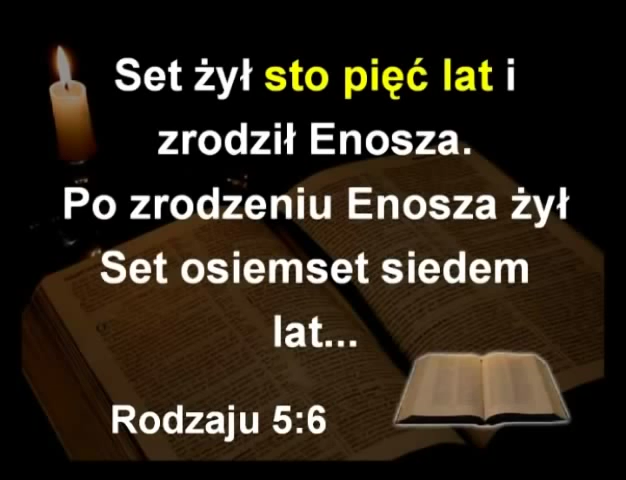 Set żył sto pięć lat i
zrodził Enosza.
Po zrodzeniu Enosza żył
Set osiemset siedem
lat...
Rodzaju 5:6